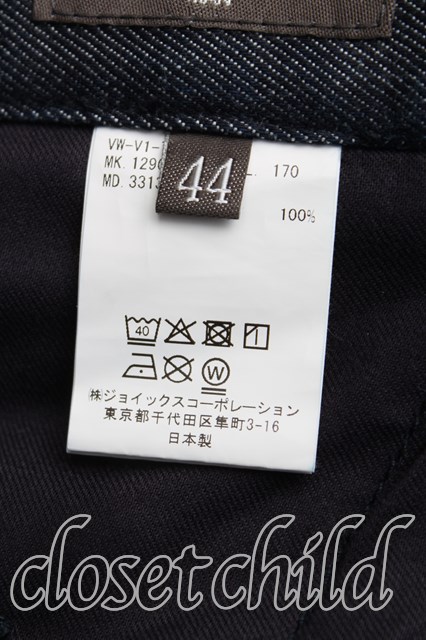 VW-V1-
MK. 1296
MD. 3313
44
170
100%
40
W
㈱ジョイックスコーポレーション
東京都千代田区隼町3-16
日本製
closet child